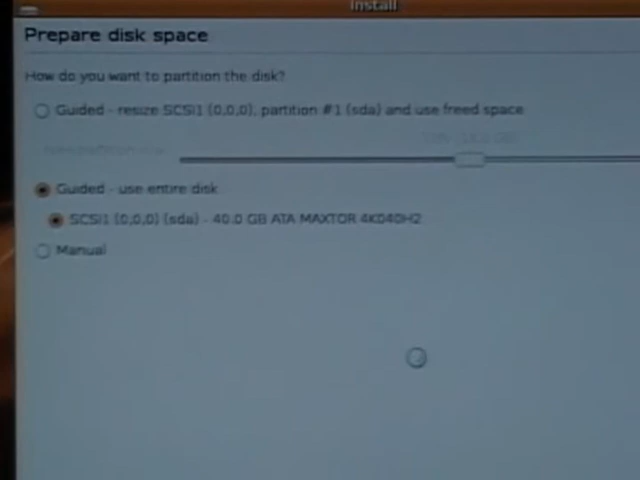 Install
Prepare disk space
How do you want to partition the disk?
Guided - resize SCSI1 (0,0,0), partition #1 (sda) and use freed space
Guided - use entire disk
SCSI1 (0,0,0) (sda) - 40.0 GB ATA MAXTOR 4K040H2
Manual